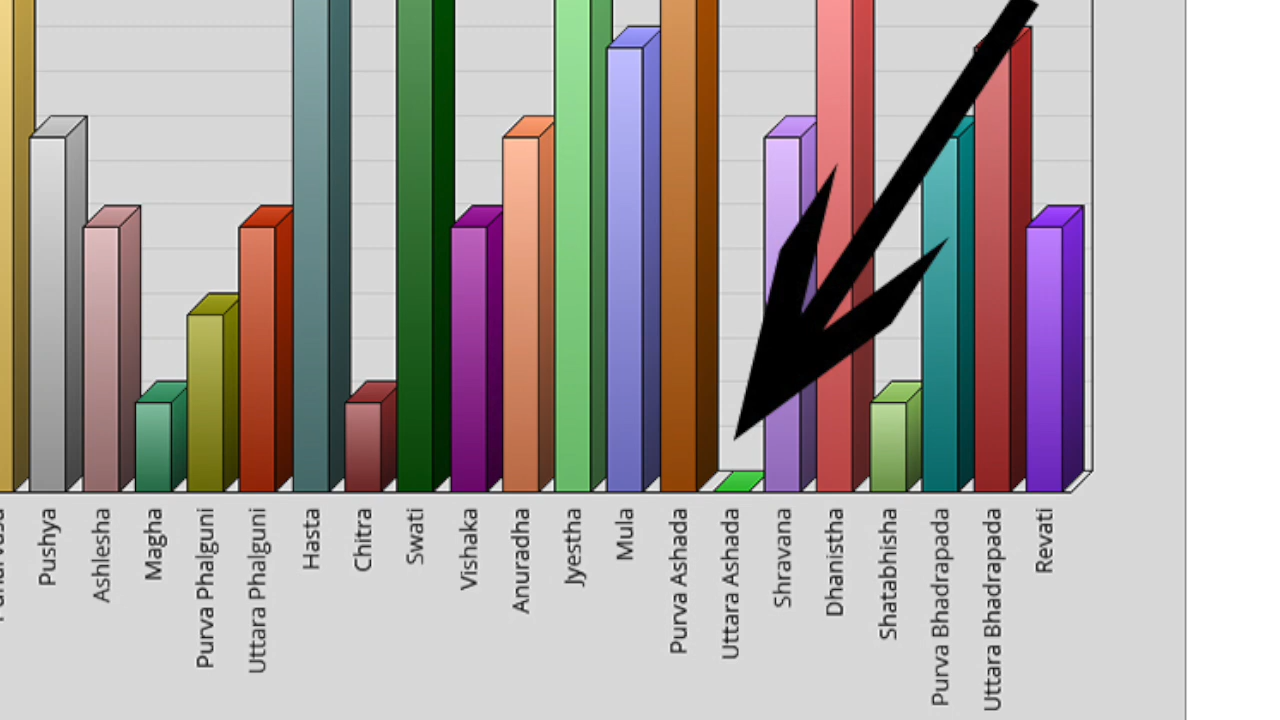 Pushya
Ashlesha
Magha
Purva Phalguni
Uttara Phalguni
Hasta
Chitra
Swati
Vishaka
Anuradha
Jyestha
Mula
Purva Ashada
Uttara Ashada
Shravana
Dhanistha
Shatabhisha
Purva Bhadrapada
Uttara Bhadrapada
Revati